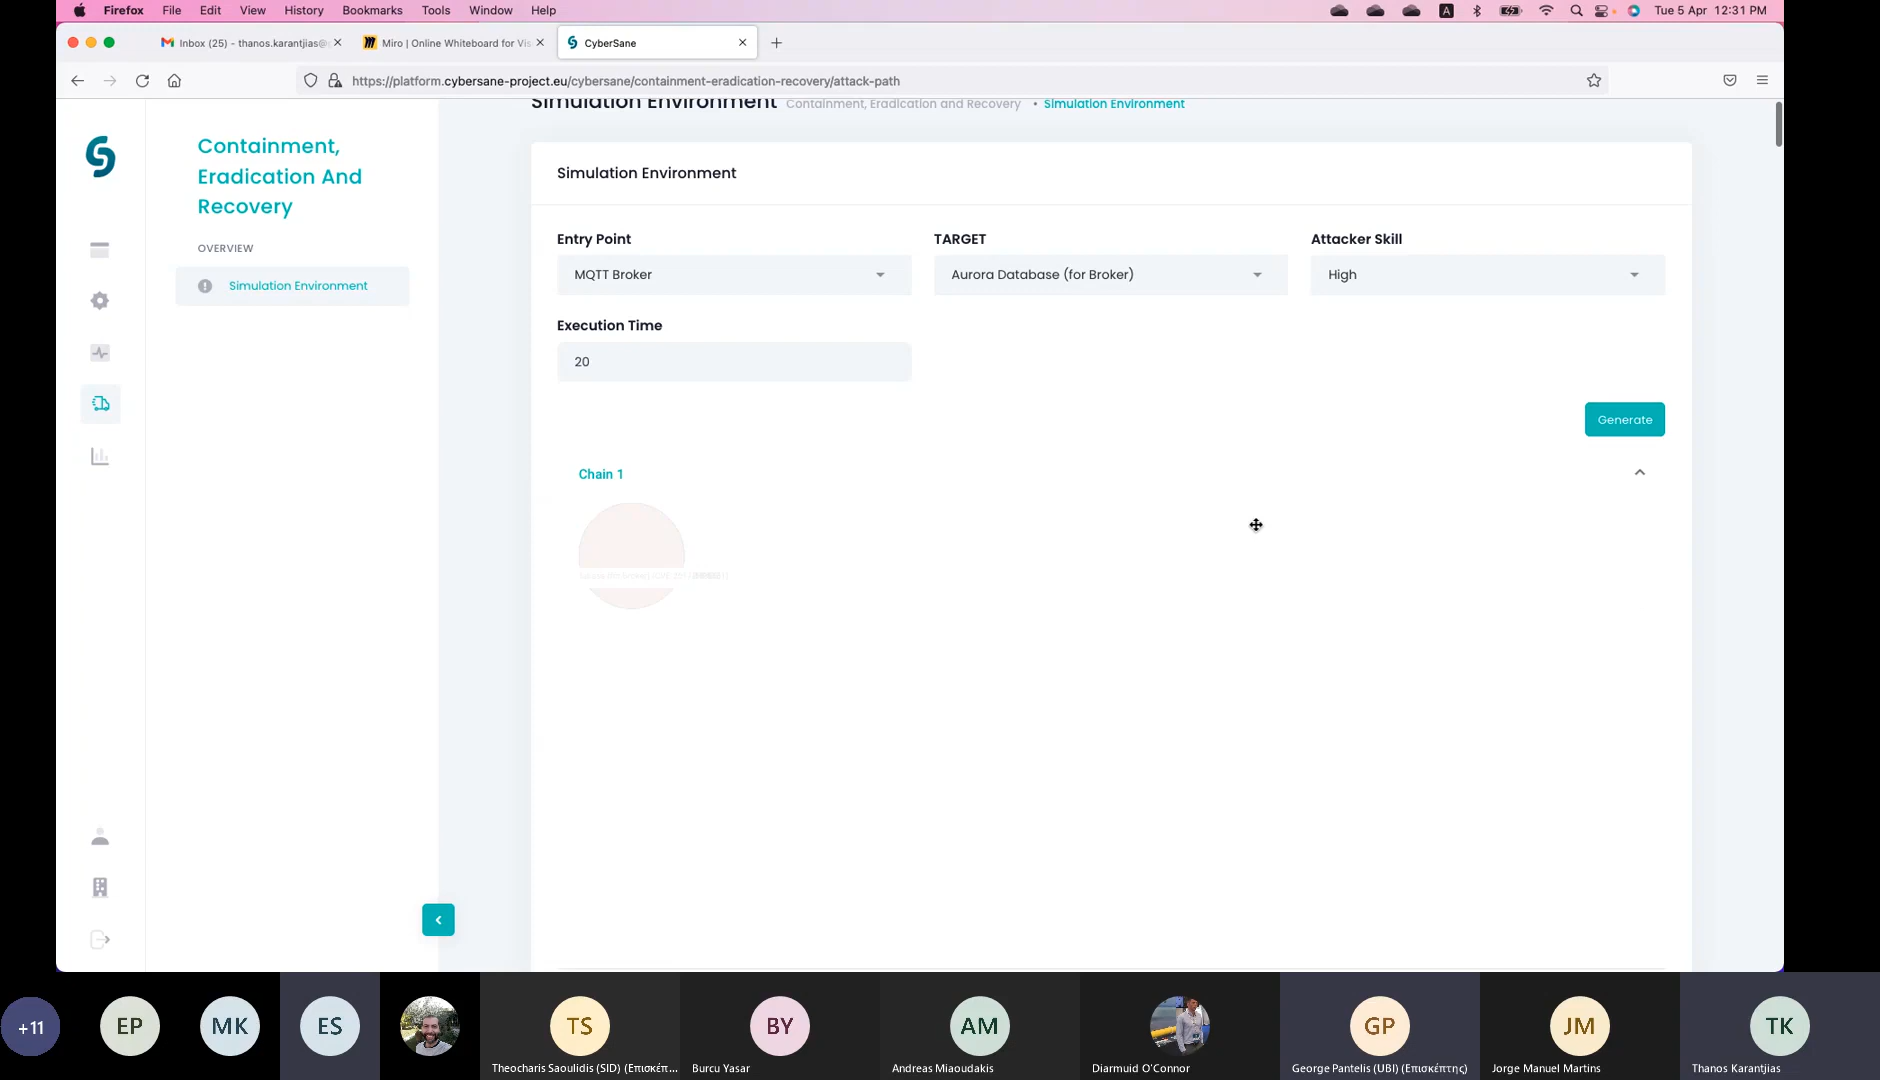 Firefox File Edit View History Bookmarks Tools Window Help
A
Tue 5 Apr 12:31 PM
Inbox (25) - thanos.karantjias@
Miro | Online Whiteboard for Vis
CyberSane
https://platform.cybersane-project.eu/cybersane/containment-eradication-recovery/attack-path
Simulation Environment Containment, Eradication and Recovery • Simulation Environment
Containment,
Eradication And
Recovery
OVERVIEW
Simulation Environment
Simulation Environment
Entry Point
TARGET
Attacker Skill
MQTT Broker
Aurora Database (for Broker)
High
Execution Time
20
Generate
Chain 1
+11
EP
MK
ES
TS
BY
AM
GP
JM
TK
Theocharis Saoulidis (SID) (Επισκέπ...
Burcu Yasar
Andreas Miaoudakis
Diarmuid O'Connor
George Pantelis (UBI) (Επισκέπτης)
Jorge Manuel Martins
Thanos Karantjias